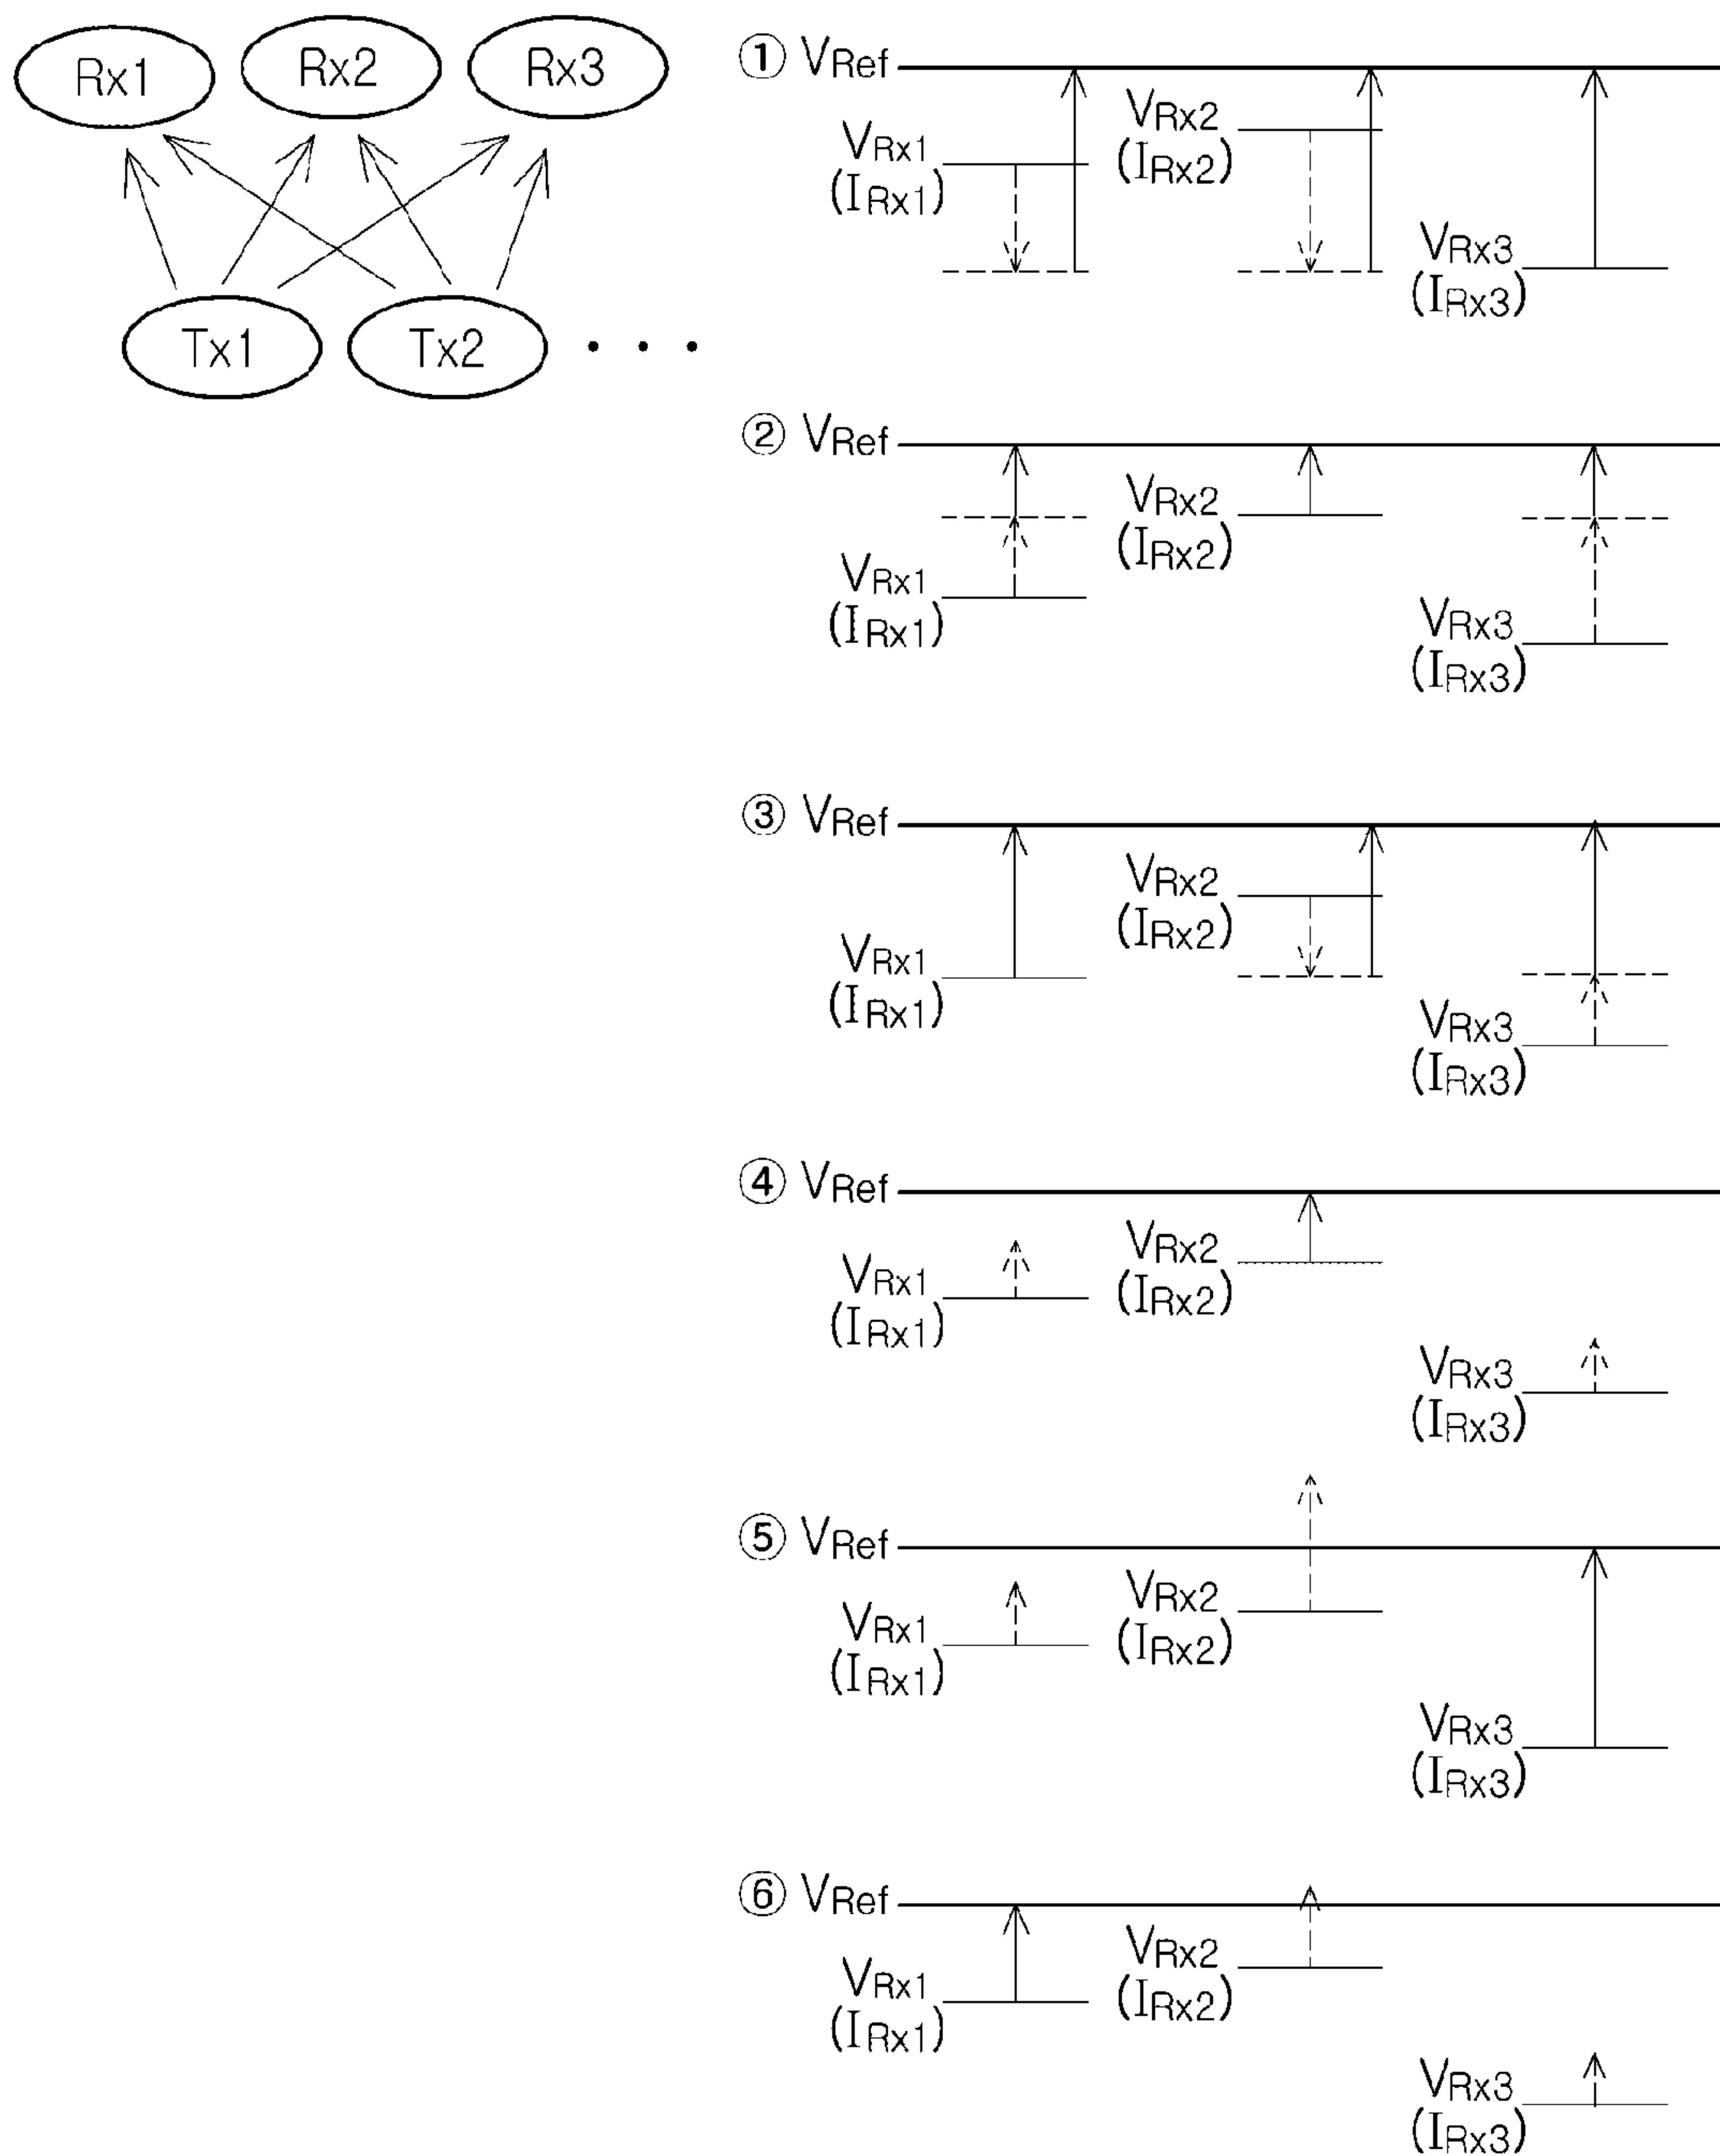 Rx1 Rx2 Rx3
Tx1 Tx2 . . .
① VRef
VRx1
(IRx1)
VRx2
(IRx2)
VRx3
(IRx3)
② VRef
VRx1
(IRx1)
VRx2
(IRx2)
VRx3
(IRx3)
③ VRef
VRx1
(IRx1)
VRx2
(IRx2)
VRx3
(IRx3)
④ VRef
VRx1
(IRx1)
VRx2
(IRx2)
VRx3
(IRx3)
⑤ VRef
VRx1
(IRx1)
VRx2
(IRx2)
VRx3
(IRx3)
⑥ VRef
VRx1
(IRx1)
VRx2
(IRx2)
VRx3
(IRx3)